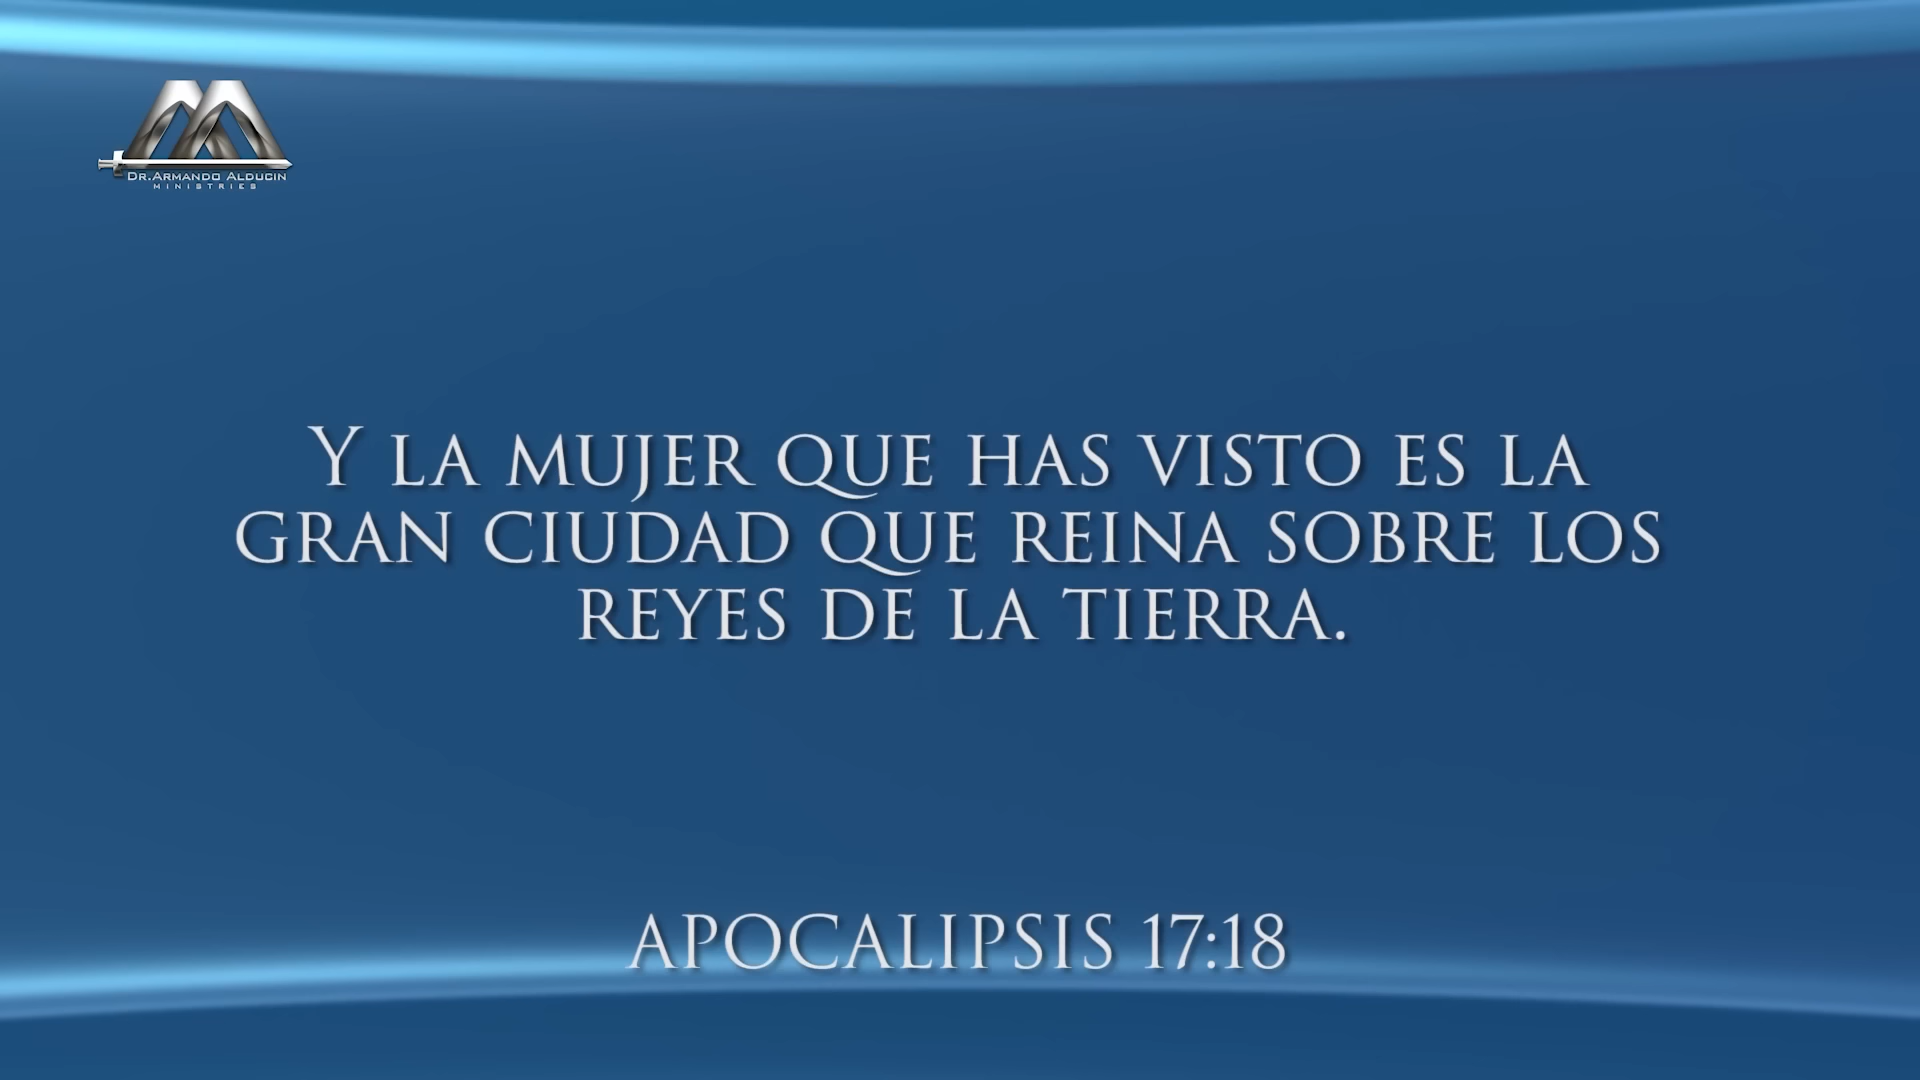 Dr. Armando Alducin
MINISTRIES
Y LA MUJER QUE HAS VISTO ES LA
GRAN CIUDAD QUE REINA SOBRE LOS
REYES DE LA TIERRA.
APOCALIPSIS 17:18